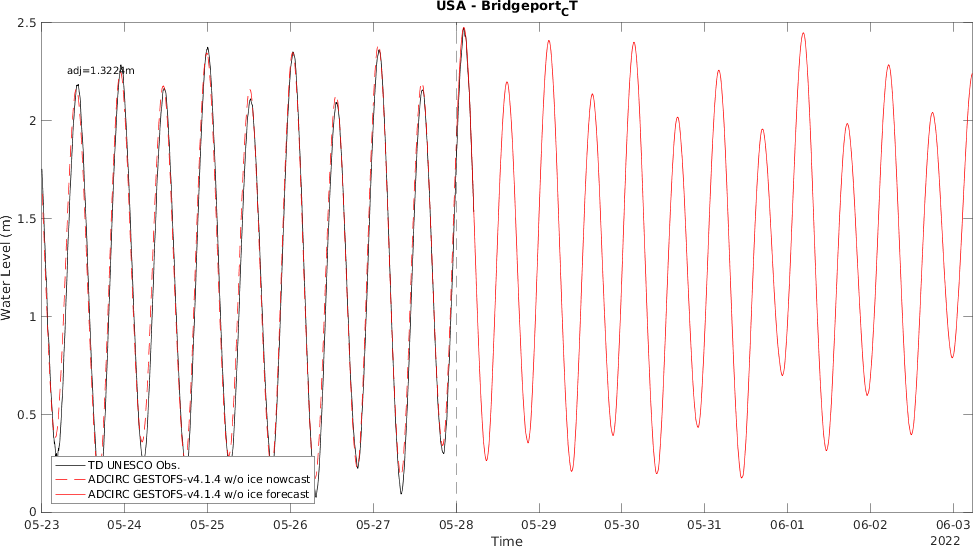 USA - Bridgeport_CT
2.5
adj=1.3224m
2
1.5
Water Level (m)
1
0.5
TD UNESCO Obs.
ADCIRC GESTOFS-v4.1.4 w/o ice nowcast
ADCIRC GESTOFS-v4.1.4 w/o ice forecast
0
05-23 05-24 05-25 05-26 05-27 05-28 05-29 05-30 05-31 06-01 06-02 06-03
Time 2022